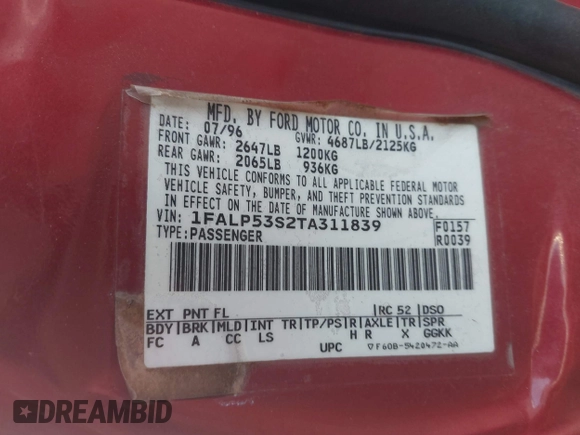 MFD. BY FORD MOTOR CO. IN U.S.A.
DATE: 07/96 GVWR: 4687LB/2125KG
FRONT GAWR: 2647LB 1200KG
REAR GAWR: 2065LB 936KG
THIS VEHICLE CONFORMS TO ALL APPLICABLE FEDERAL MOTOR
VEHICLE SAFETY, BUMPER, AND THEFT PREVENTION STANDARDS
IN EFFECT ON THE DATE OF MANUFACTURE SHOWN ABOVE.
VIN: 1FALP53S2TA311839
TYPE: PASSENGER
F0157
R0039
EXT PNT FL RC 52 DSO
BDY BRK MLD INT TR TP/PS R AXLE TR SPR
FC A CC LS H R X GGKK
UPC ▽F60B-5420472-AA
DREAMBID